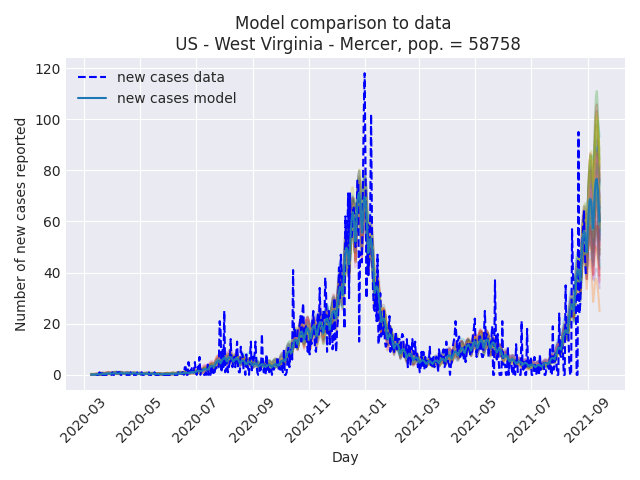 Model comparison to data
US - West Virginia - Mercer, pop. = 58758
new cases data
new cases model
Number of new cases reported
120
100
80
60
40
20
0
2020-03
2020-05
2020-07
2020-09
2020-11
2021-01
2021-03
2021-05
2021-07
2021-09
Day